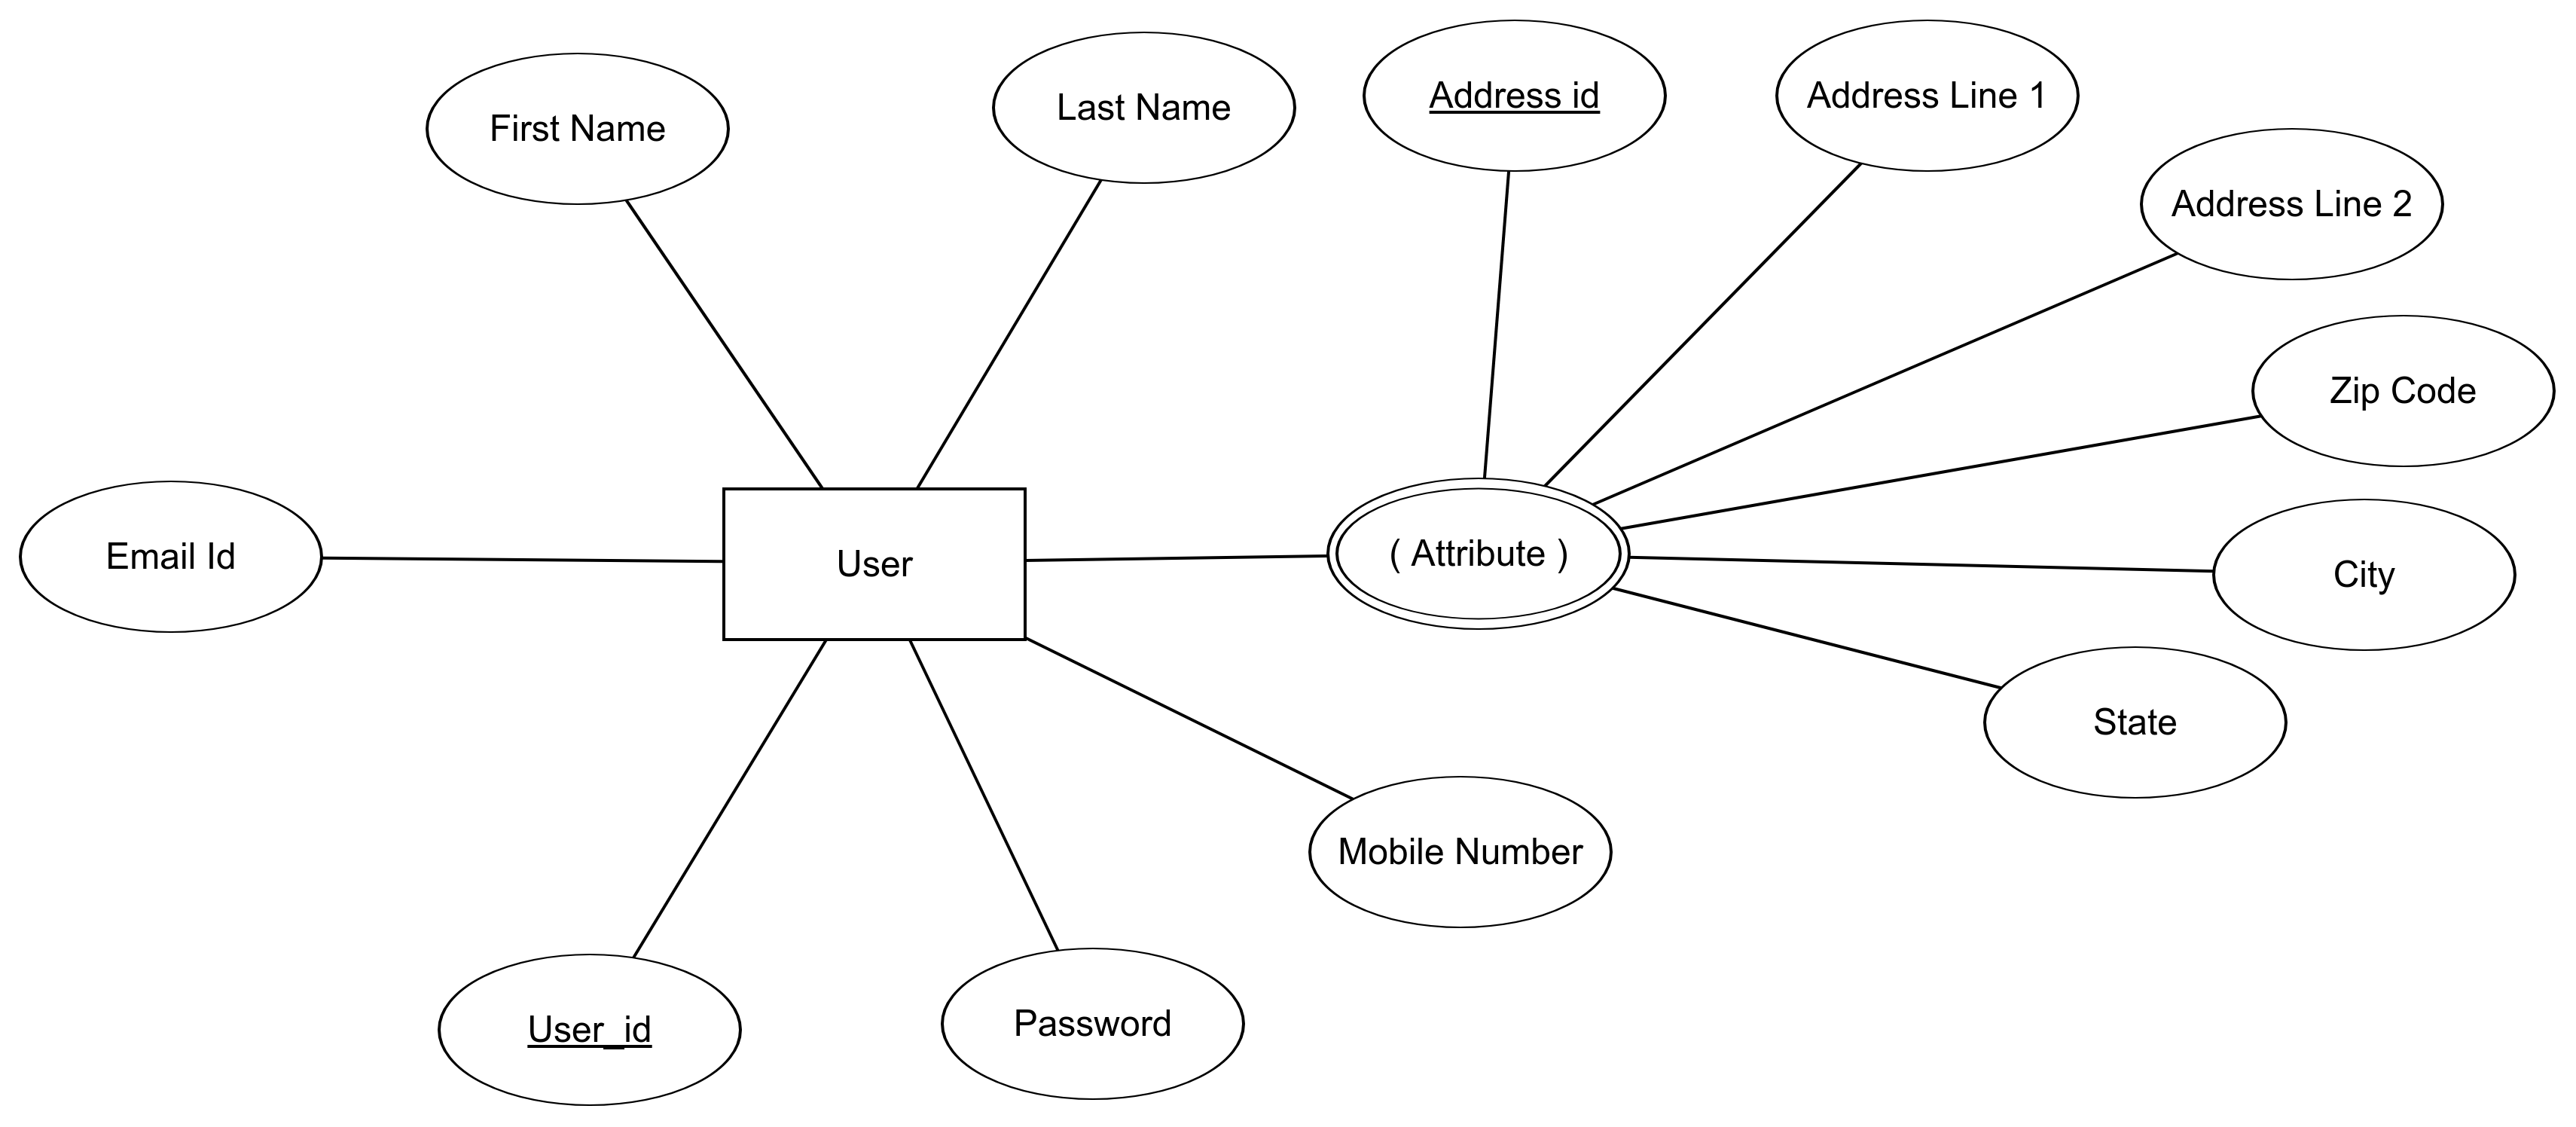 Address id
Address Line 1
Last Name
First Name
Address Line 2
Zip Code
( Attribute )
Email Id
User
City
State
Mobile Number
Password
User_id